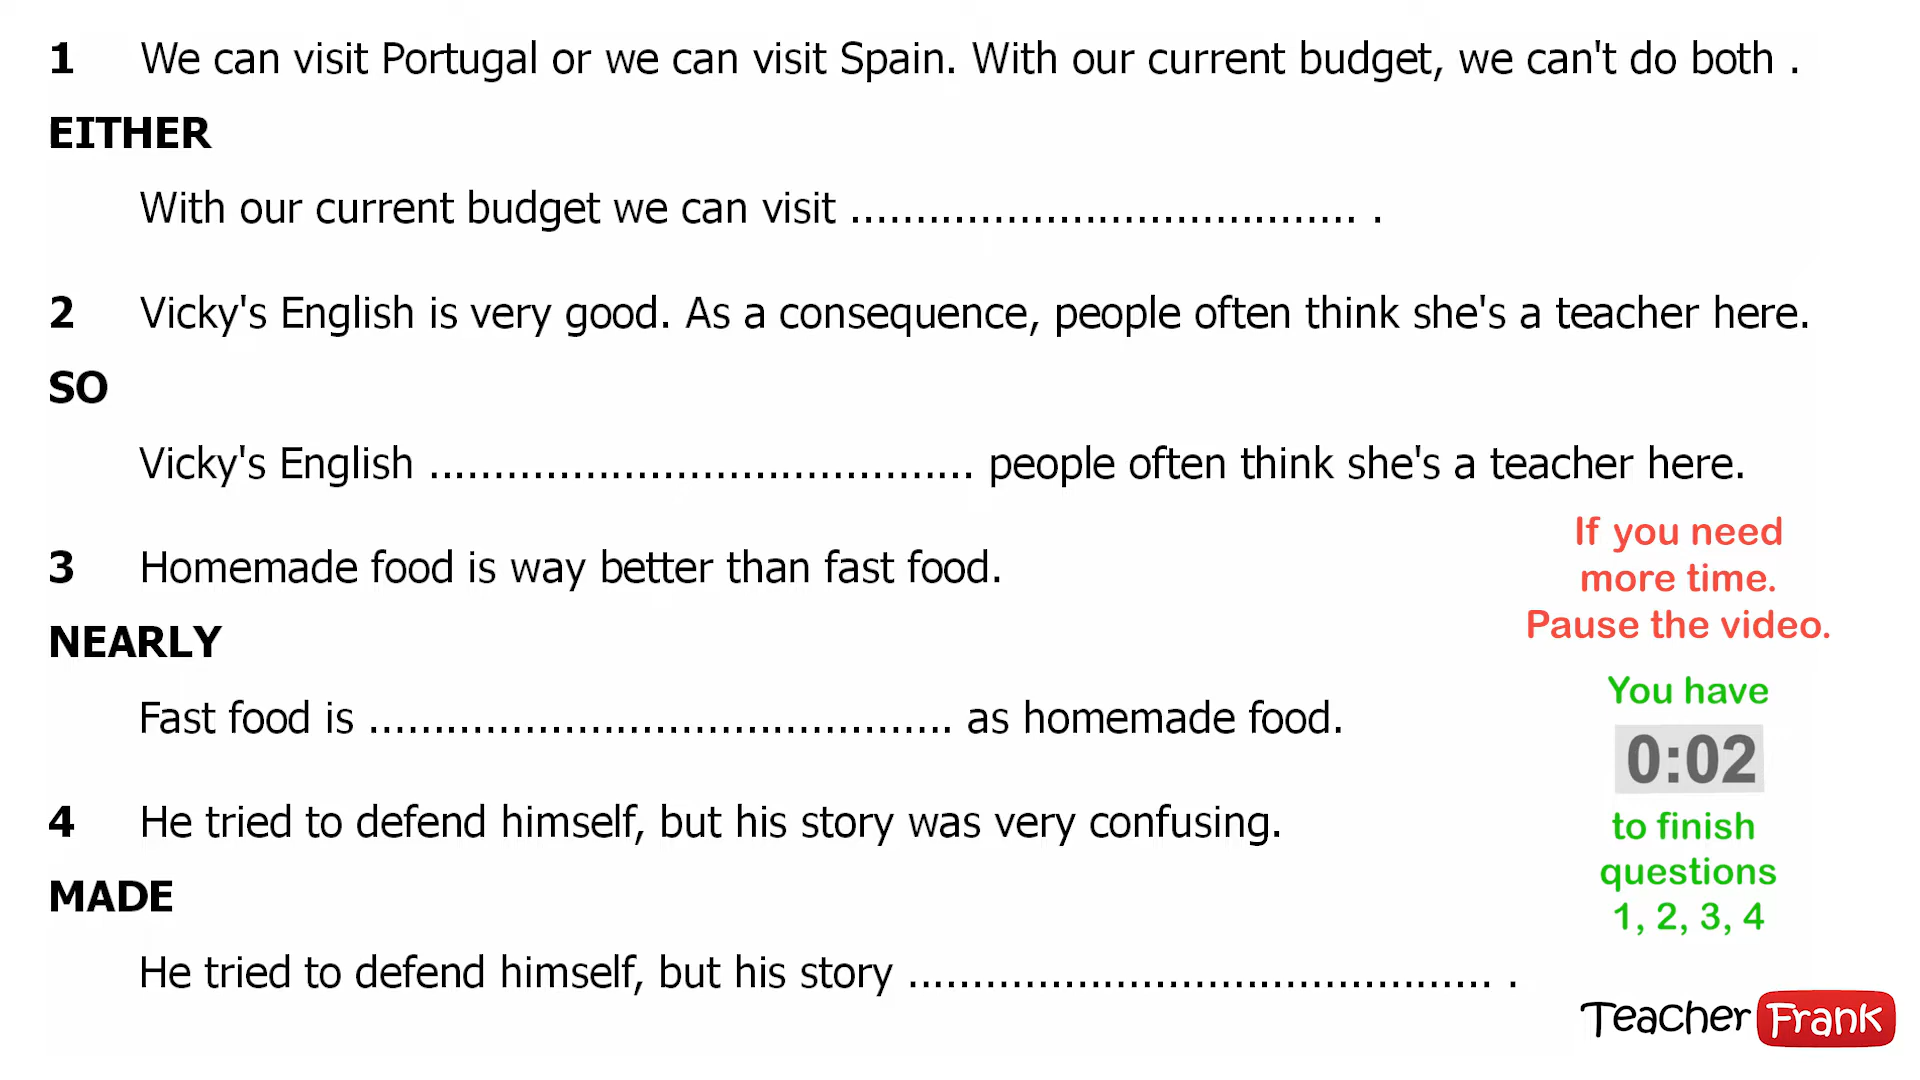 1 We can visit Portugal or we can visit Spain. With our current budget, we can't do both .
EITHER
With our current budget we can visit ....................................... .
2 Vicky's English is very good. As a consequence, people often think she's a teacher here.
SO
Vicky's English .......................................... people often think she's a teacher here.
3 Homemade food is way better than fast food.
NEARLY
Fast food is ............................................. as homemade food.
4 He tried to defend himself, but his story was very confusing.
MADE
He tried to defend himself, but his story ............................................. .
If you need
more time.
Pause the video.
You have
0:02
to finish
questions
1, 2, 3, 4
Teacher Frank